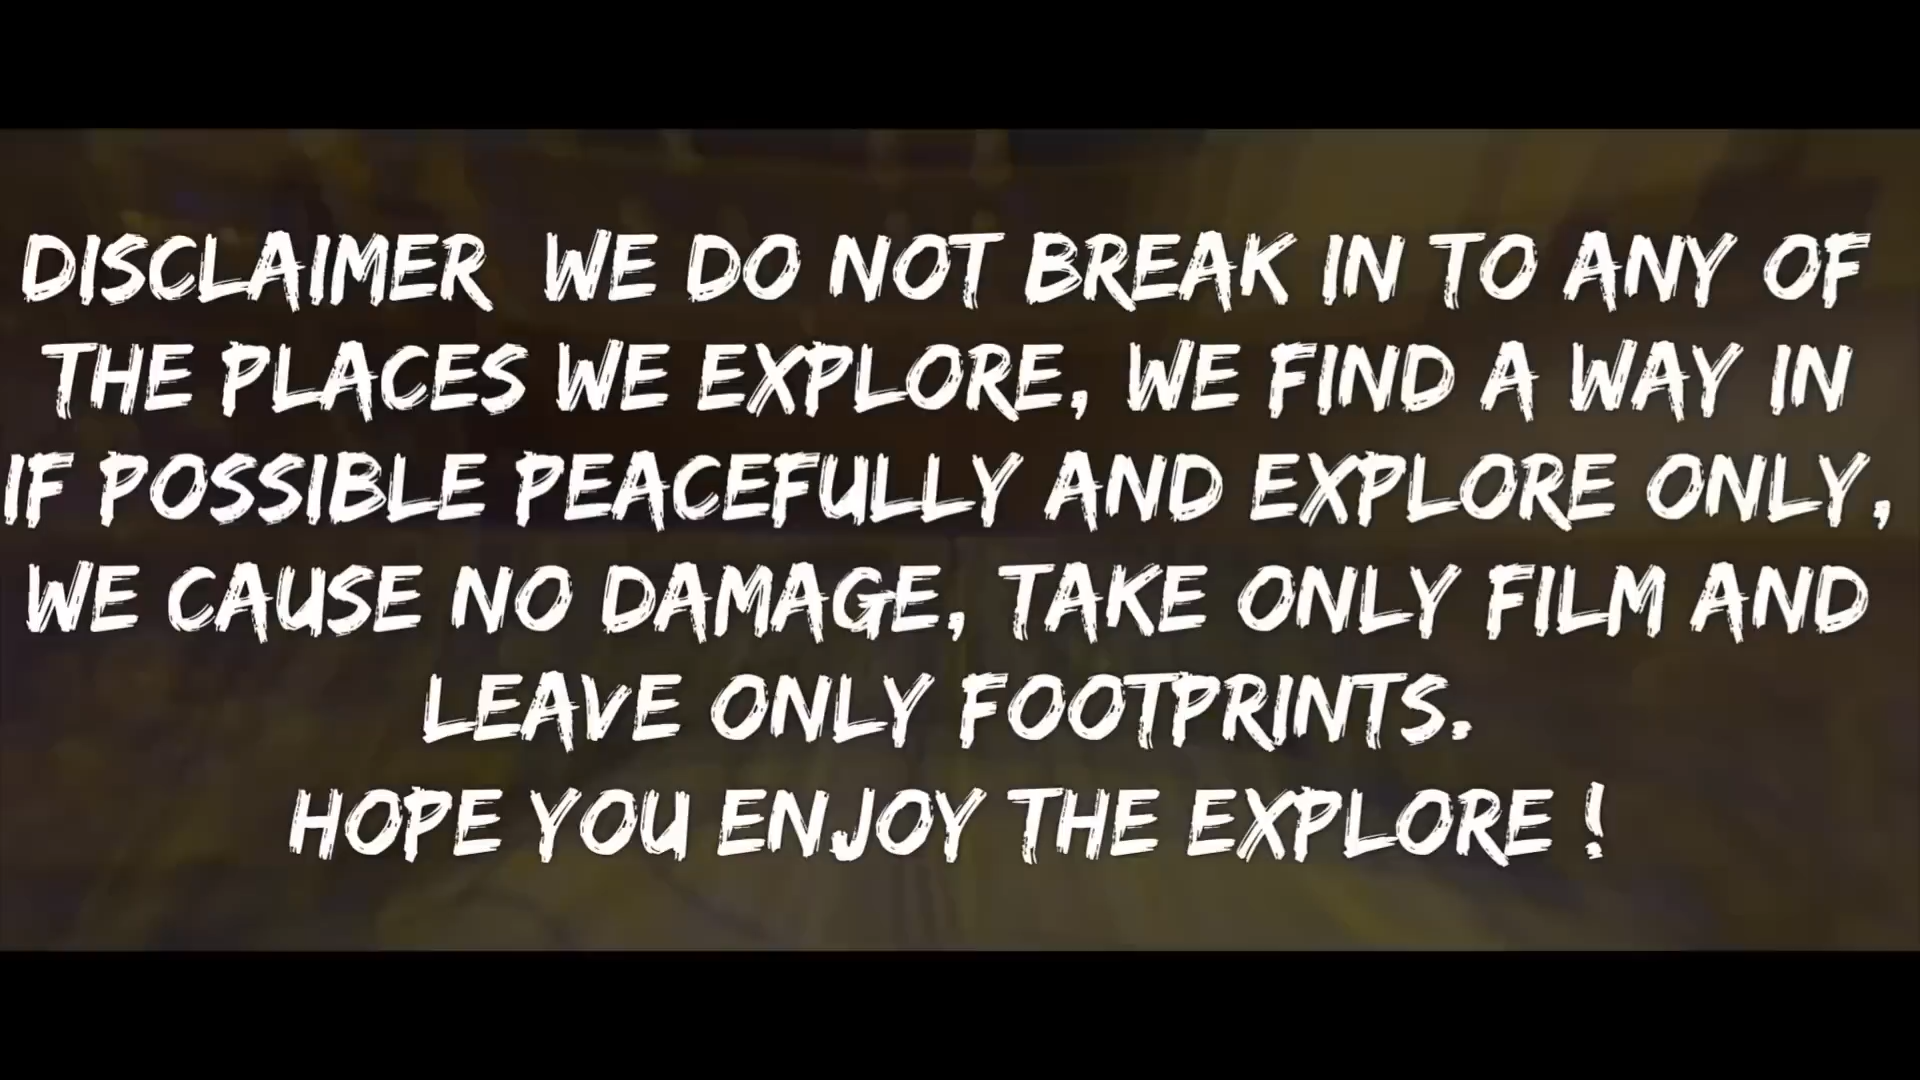 DISCLAIMER WE DO NOT BREAK IN TO ANY OF
THE PLACES WE EXPLORE, WE FIND A WAY IN
IF POSSIBLE PEACEFULLY AND EXPLORE ONLY,
WE CAUSE NO DAMAGE, TAKE ONLY FILM AND
LEAVE ONLY FOOTPRINTS.
HOPE YOU ENJOY THE EXPLORE !